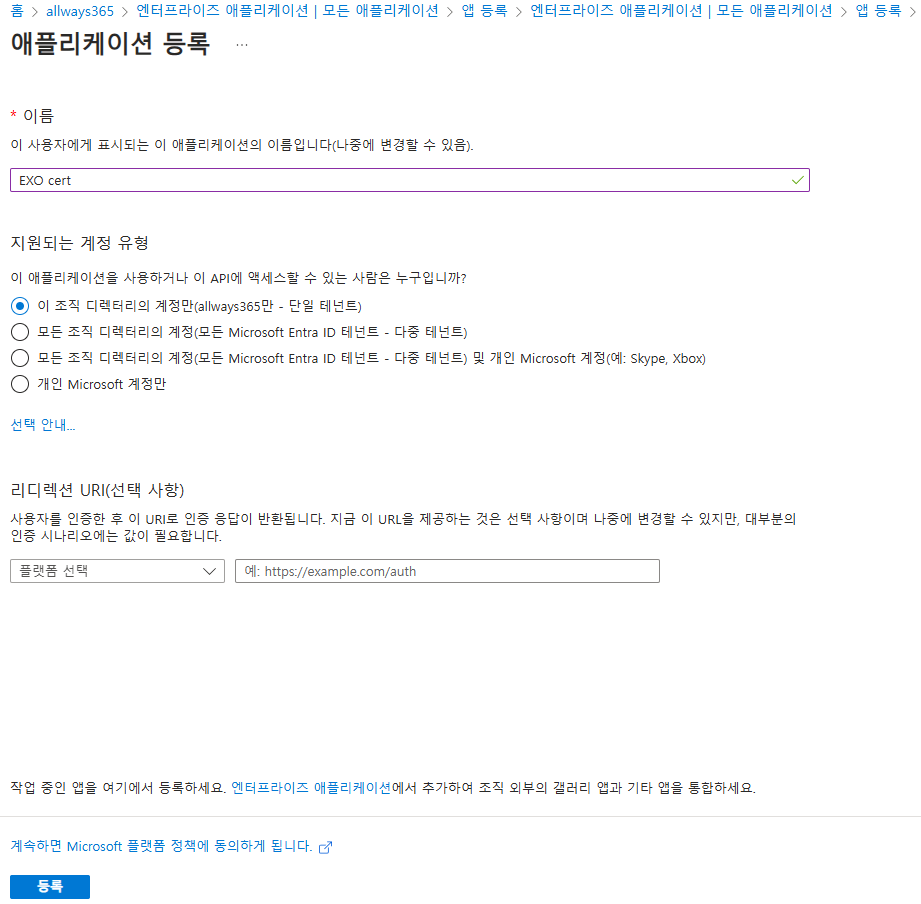 홈 > allways365 > 엔터프라이즈 애플리케이션 | 모든 애플리케이션 > 앱 등록 > 엔터프라이즈 애플리케이션 | 모든 애플리케이션 > 앱 등록 >
애플리케이션 등록 ...
* 이름
이 사용자에게 표시되는 이 애플리케이션의 이름입니다(나중에 변경할 수 있음).
EXO cert
지원되는 계정 유형
이 애플리케이션을 사용하거나 이 API에 액세스할 수 있는 사람은 누구입니까?
이 조직 디렉터리의 계정만(allways365만 - 단일 테넌트)
모든 조직 디렉터리의 계정(모든 Microsoft Entra ID 테넌트 - 다중 테넌트)
모든 조직 디렉터리의 계정(모든 Microsoft Entra ID 테넌트 - 다중 테넌트) 및 개인 Microsoft 계정(예: Skype, Xbox)
개인 Microsoft 계정만
선택 안내...
리디렉션 URI(선택 사항)
사용자를 인증한 후 이 URI로 인증 응답이 반환됩니다. 지금 이 URL을 제공하는 것은 선택 사항이며 나중에 변경할 수 있지만, 대부분의
인증 시나리오에는 값이 필요합니다.
플랫폼 선택 예: https://example.com/auth
작업 중인 앱을 여기에서 등록하세요. 엔터프라이즈 애플리케이션에서 추가하여 조직 외부의 갤러리 앱과 기타 앱을 통합하세요.
계속하면 Microsoft 플랫폼 정책에 동의하게 됩니다.
등록